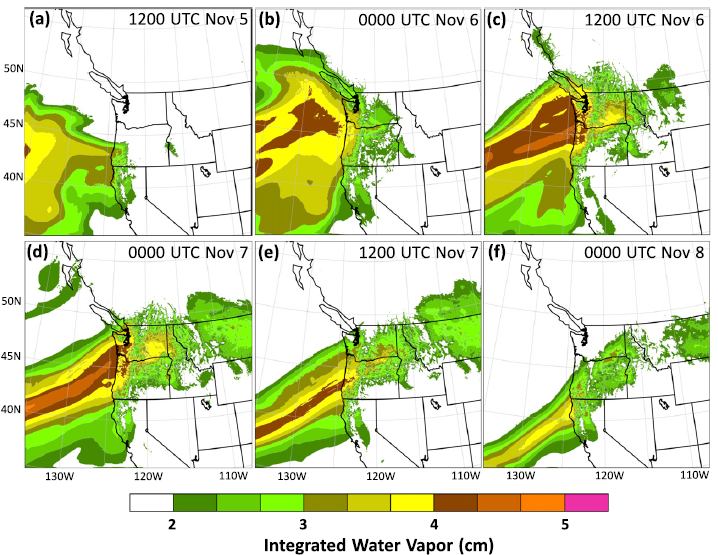 (a) 1200 UTC Nov 5
(b) 0000 UTC Nov 6
(c) 1200 UTC Nov 6
50N
45N
40N
(d) 0000 UTC Nov 7
(e) 1200 UTC Nov 7
(f) 0000 UTC Nov 8
50N
45N
40N
130W 120W 110W 130W 120W 110W 130W 120W 110W
2 3 4 5
Integrated Water Vapor (cm)